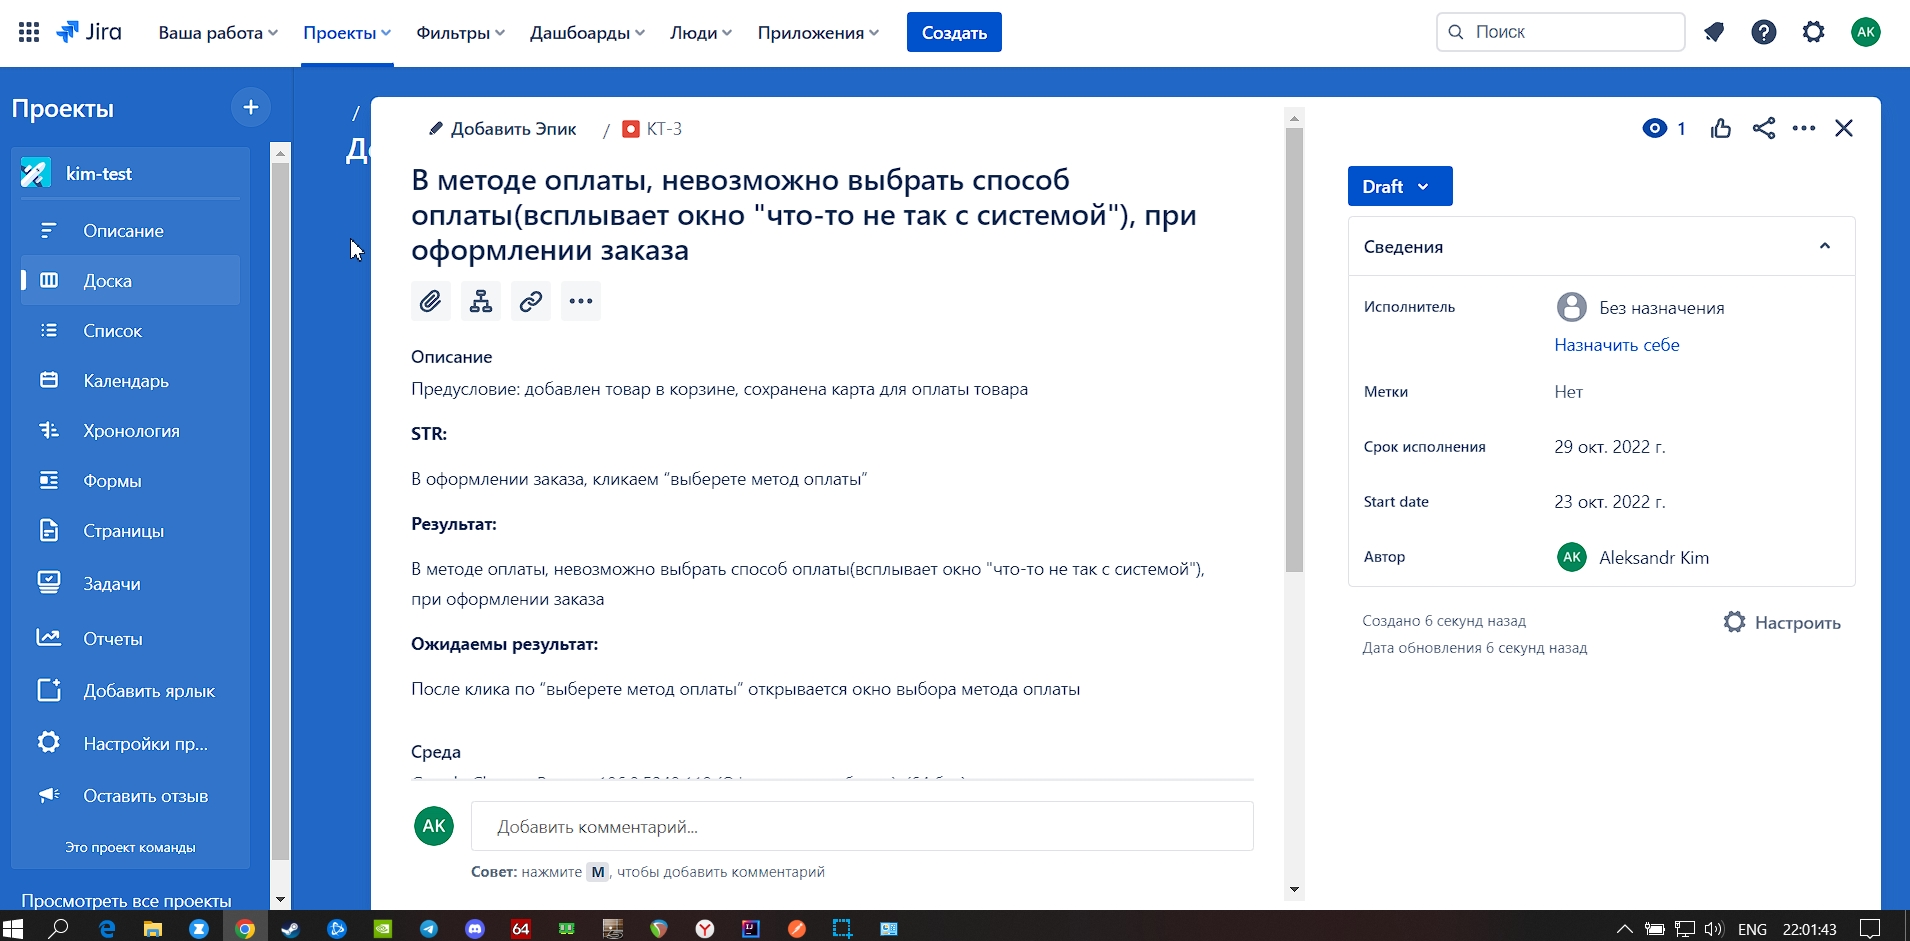 Jira
Ваша работа
Проекты
Фильтры
Дашбоарды
Люди
Приложения
Создать
Поиск
AK
Проекты
kim-test
Описание
Доска
Список
Календарь
Хронология
Формы
Страницы
Задачи
Отчеты
Добавить ярлык
Настройки пр...
Оставить отзыв
Это проект команды
Просмотреть все проекты
/
Добавить Эпик / KT-3
В методе оплаты, невозможно выбрать способ
оплаты(всплывает окно "что-то не так с системой"), при
оформлении заказа
Описание
Предусловие: добавлен товар в корзине, сохранена карта для оплаты товара
STR:
В оформлении заказа, кликаем “выберете метод оплаты”
Результат:
В методе оплаты, невозможно выбрать способ оплаты(всплывает окно "что-то не так с системой"),
при оформлении заказа
Ожидаемы результат:
После клика по “выберете метод оплаты” открывается окно выбора метода оплаты
Среда
AK
Добавить комментарий...
Совет: нажмите M, чтобы добавить комментарий
1
Draft
Сведения
Исполнитель
Без назначения
Назначить себе
Метки
Нет
Срок исполнения
29 окт. 2022 г.
Start date
23 окт. 2022 г.
Автор
AK Aleksandr Kim
Создано 6 секунд назад
Дата обновления 6 секунд назад
Настроить
64
ENG
22:01:43